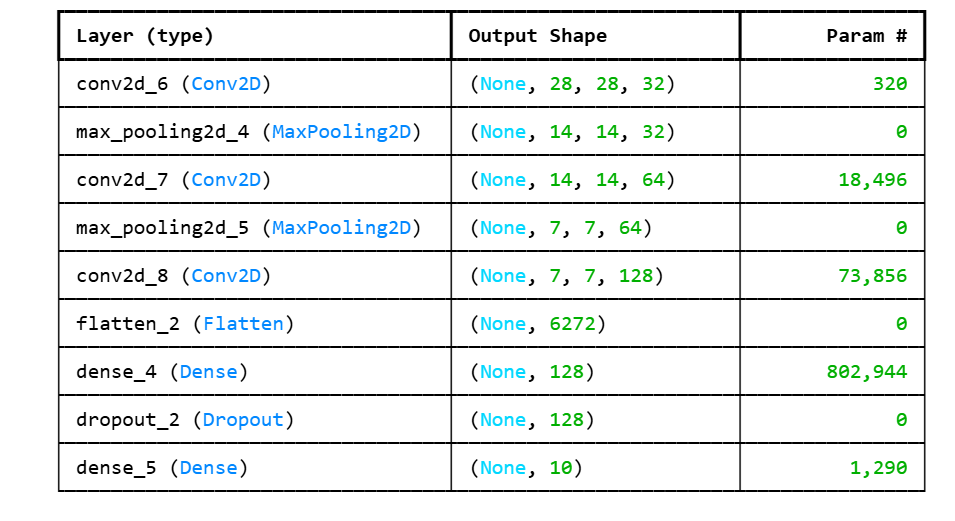 Layer (type) Output Shape Param #
conv2d_6 (Conv2D) (None, 28, 28, 32) 320
max_pooling2d_4 (MaxPooling2D) (None, 14, 14, 32) 0
conv2d_7 (Conv2D) (None, 14, 14, 64) 18,496
max_pooling2d_5 (MaxPooling2D) (None, 7, 7, 64) 0
conv2d_8 (Conv2D) (None, 7, 7, 128) 73,856
flatten_2 (Flatten) (None, 6272) 0
dense_4 (Dense) (None, 128) 802,944
dropout_2 (Dropout) (None, 128) 0
dense_5 (Dense) (None, 10) 1,290